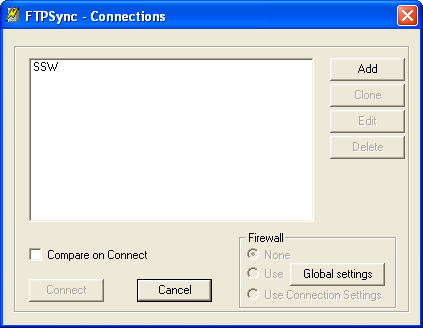 FTPSync - Connections
SSW
Add
Clone
Edit
Delete
Compare on Connect
Connect
Cancel
Firewall
None
Use Global settings
Use Connection Settings